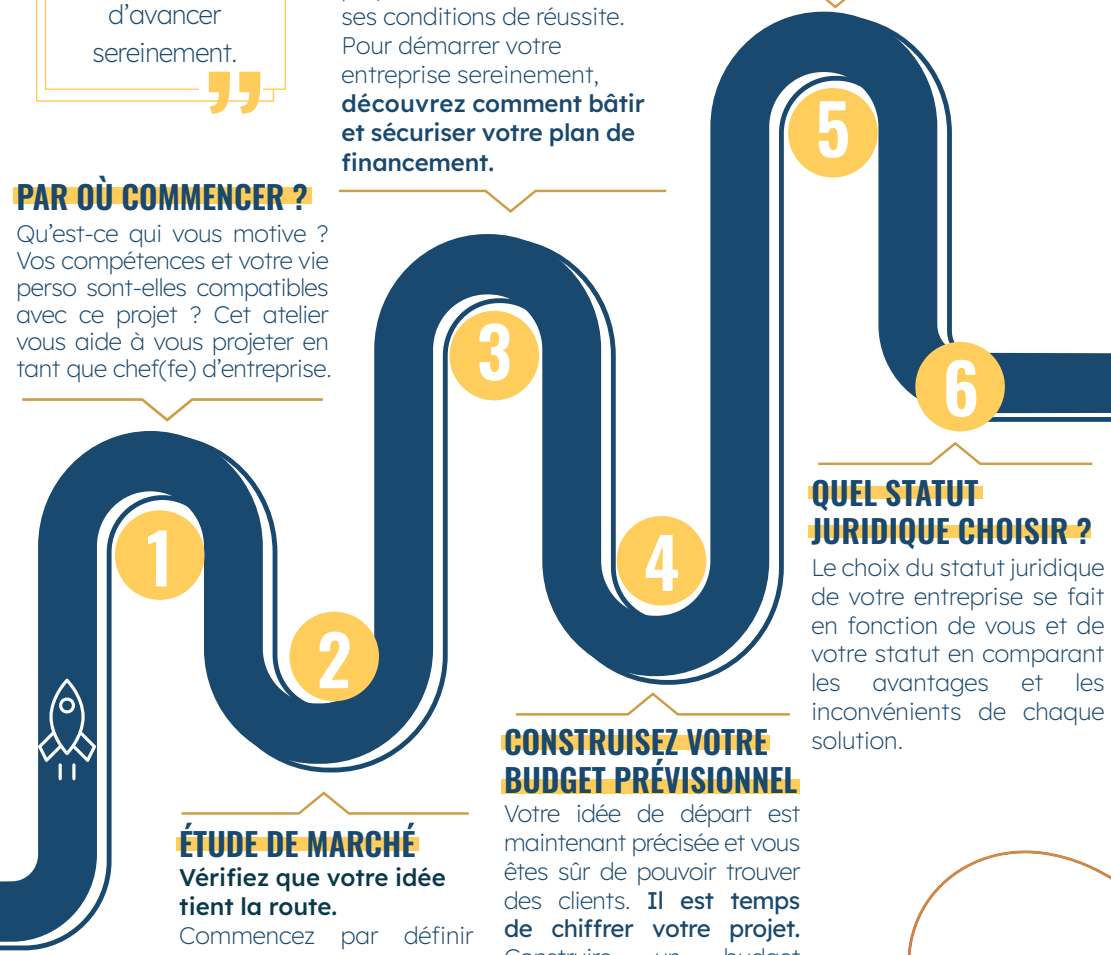 d'avancer
sereinement.
”
ses conditions de réussite.
Pour démarrer votre
entreprise sereinement,
découvrez comment bâtir
et sécuriser votre plan de
financement.
PAR OÙ COMMENCER ?
Qu'est-ce qui vous motive ?
Vos compétences et votre vie
perso sont-elles compatibles
avec ce projet ? Cet atelier
vous aide à vous projeter en
tant que chef(fe) d'entreprise.
1
2
3
4
5
6
ÉTUDE DE MARCHÉ
Vérifiez que votre idée
tient la route.
Commencez par définir
CONSTRUISEZ VOTRE
BUDGET PRÉVISIONNEL
Votre idée de départ est
maintenant précisée et vous
êtes sûr de pouvoir trouver
des clients. Il est temps
de chiffrer votre projet.
Construire un budget
QUEL STATUT
JURIDIQUE CHOISIR ?
Le choix du statut juridique
de votre entreprise se fait
en fonction de vous et de
votre statut en comparant
les avantages et les
inconvénients de chaque
solution.